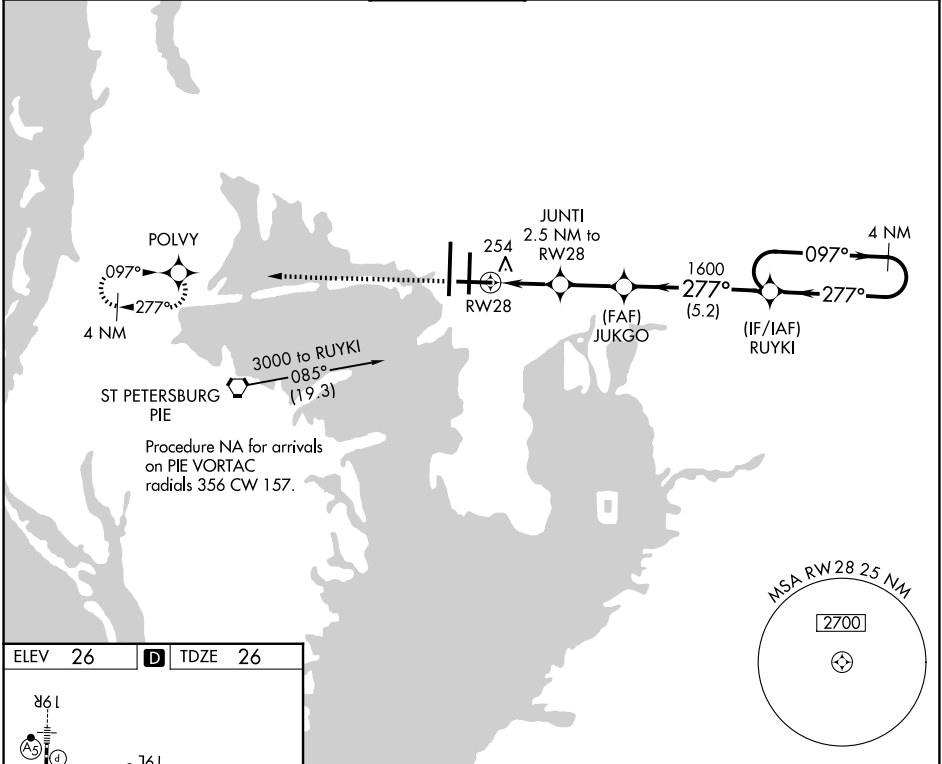 POLVY
097°
277°
4 NM
254
JUNTI
2.5 NM to
RW28
RW28
(FAF)
JUKGO
1600
277°
(5.2)
(IF/IAF)
RUYKI
097°
4 NM
277°
3000 to RUYKI
085°
(19.3)
ST PETERSBURG
PIE
Procedure NA for arrivals
on PIE VORTAC
radials 356 CW 157.
MSA RW28 25 NM
2700
ELEV 26 D TDZE 26
19R
A5
P
19L